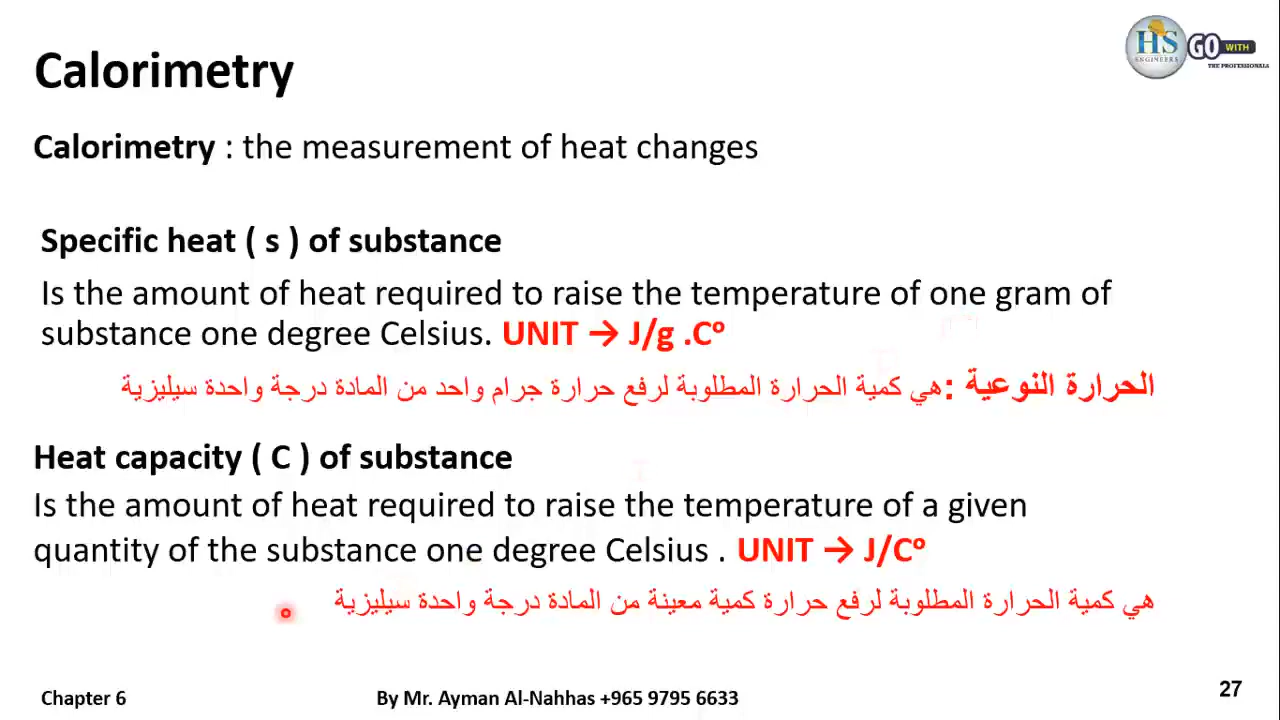 HS
ENGINEERS
GO WITH
THE PROFESSIONALS
Calorimetry
Calorimetry : the measurement of heat changes
Specific heat ( s ) of substance
Is the amount of heat required to raise the temperature of one gram of
substance one degree Celsius. UNIT → J/g .Cº
الحرارة النوعية :هي كمية الحرارة المطلوبة لرفع حرارة جرام واحد من المادة درجة واحدة سيليزية
Heat capacity ( C ) of substance
Is the amount of heat required to raise the temperature of a given
quantity of the substance one degree Celsius . UNIT → J/Cº
هي كمية الحرارة المطلوبة لرفع حرارة كمية معينة من المادة درجة واحدة سيليزية
Chapter 6
By Mr. Ayman Al-Nahhas +965 9795 6633
27